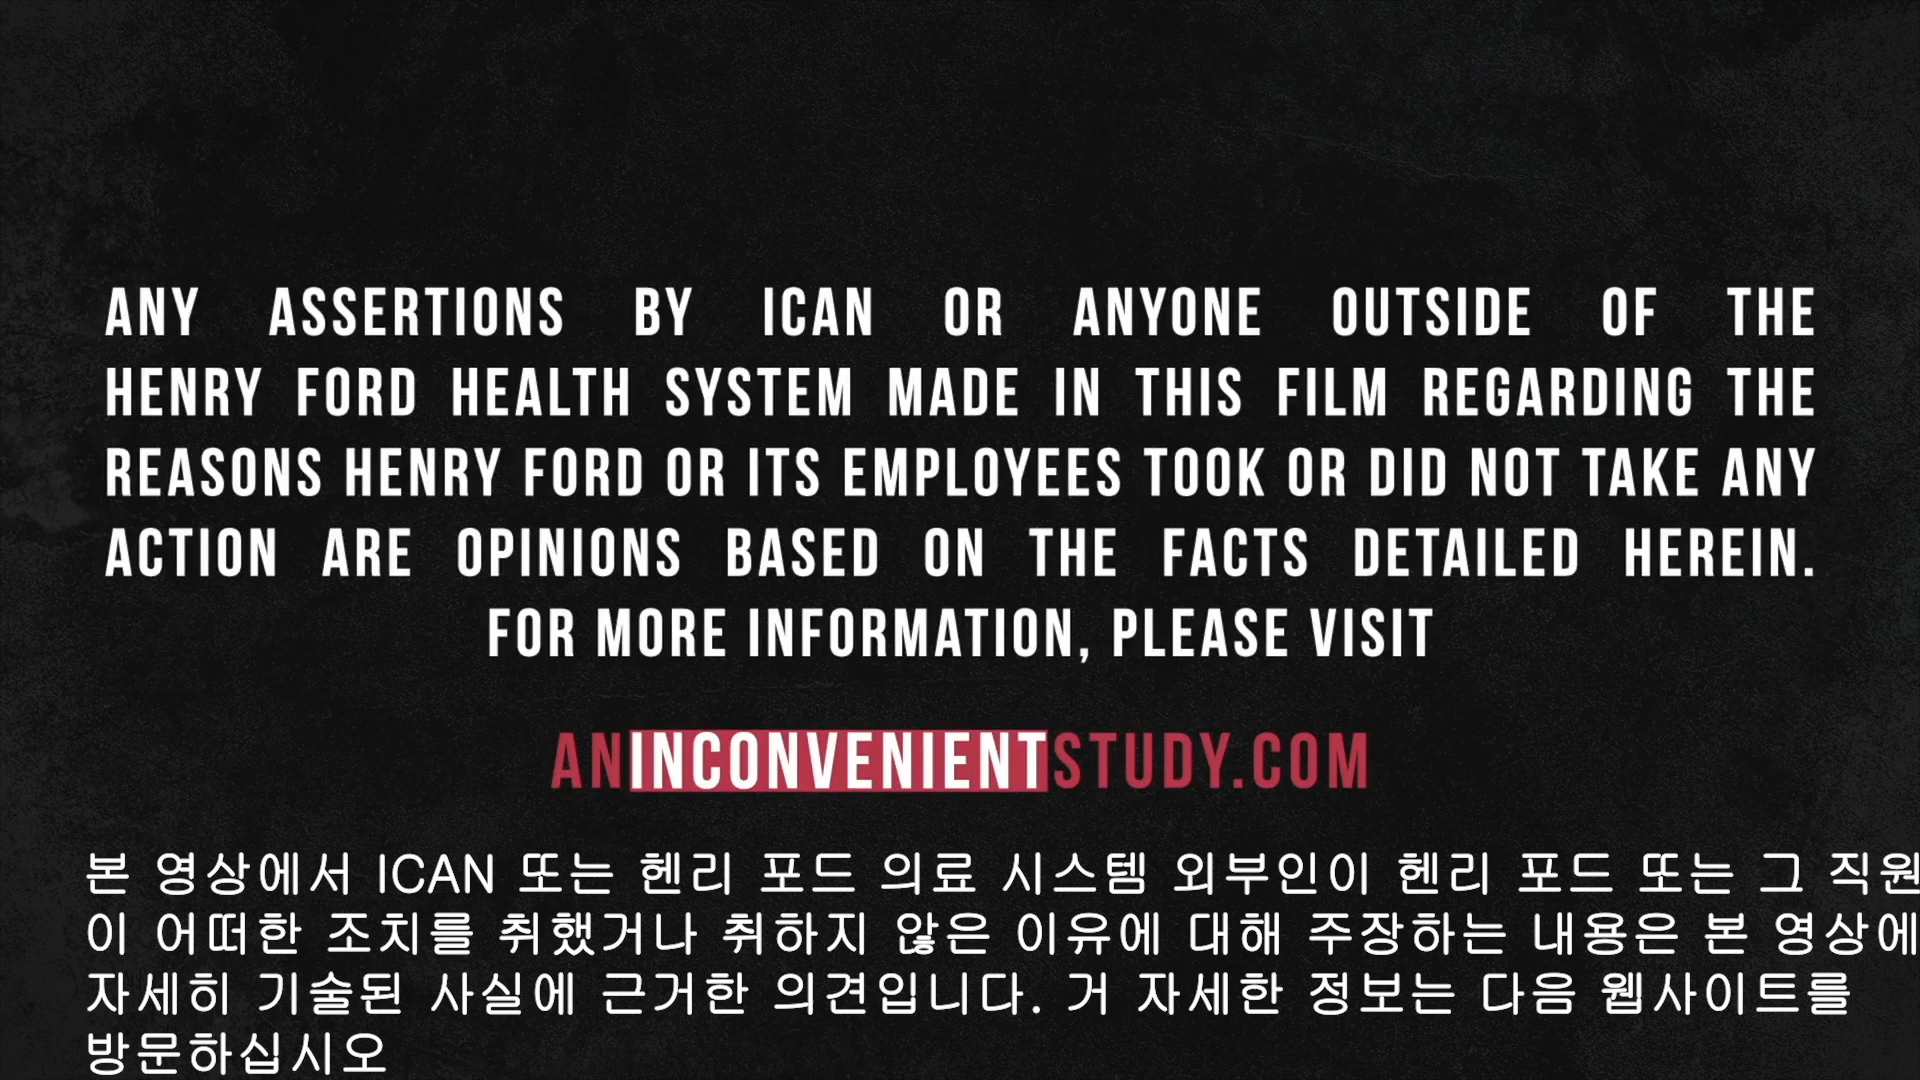 ANY ASSERTIONS BY ICAN OR ANYONE OUTSIDE OF THE
HENRY FORD HEALTH SYSTEM MADE IN THIS FILM REGARDING THE
REASONS HENRY FORD OR ITS EMPLOYEES TOOK OR DID NOT TAKE ANY
ACTION ARE OPINIONS BASED ON THE FACTS DETAILED HEREIN.
FOR MORE INFORMATION, PLEASE VISIT
ANINCONVENIENTSTUDY.COM
본 영상에서 ICAN 또는 헨리 포드 의료 시스템 외부인이 헨리 포드 또는 그 직원
이 어떠한 조치를 취했거나 취하지 않은 이유에 대해 주장하는 내용은 본 영상에
자세히 기술된 사실에 근거한 의견입니다. 거 자세한 정보는 다음 웹사이트를
방문하십시오